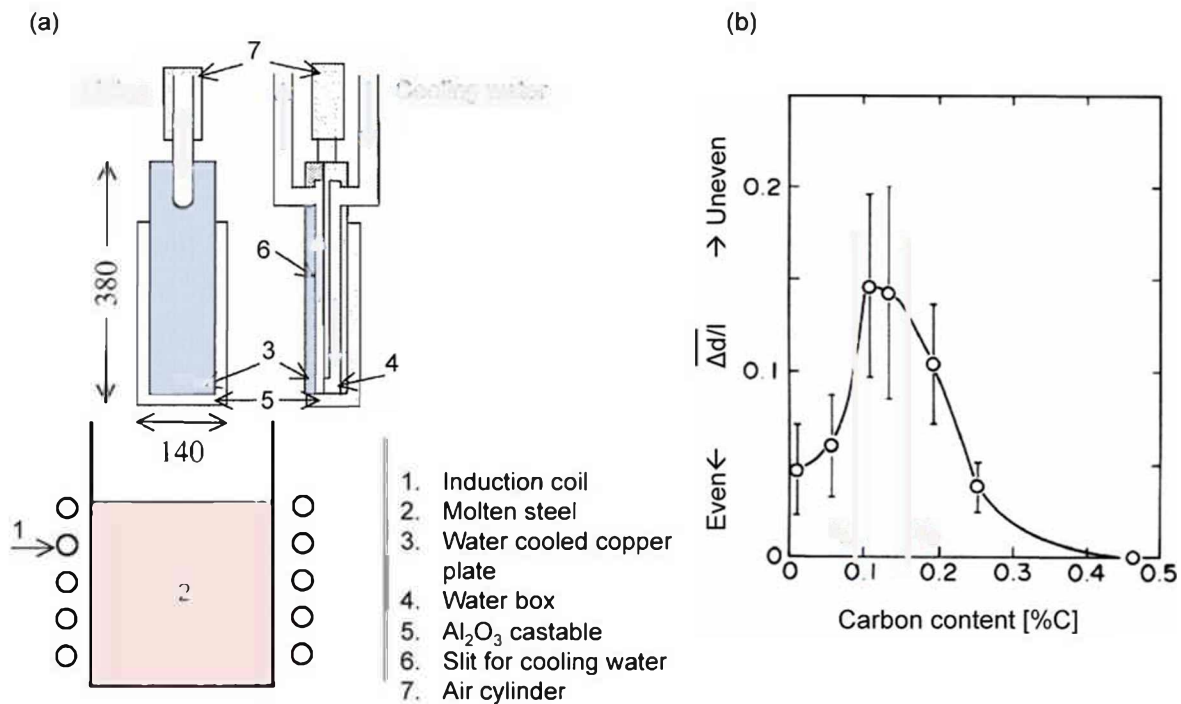 (a)
7
Cooling water
380
6
3
4
5
140
1
2
1. Induction coil
2. Molten steel
3. Water cooled copper
plate
4. Water box
5. Al₂O₃ castable
6. Slit for cooling water
7. Air cylinder
(b)
→ Uneven
Δd/l
Even ←
0.2
0.1
0
0 0.1 0.2 0.3 0.4 0.5
Carbon content [%C]